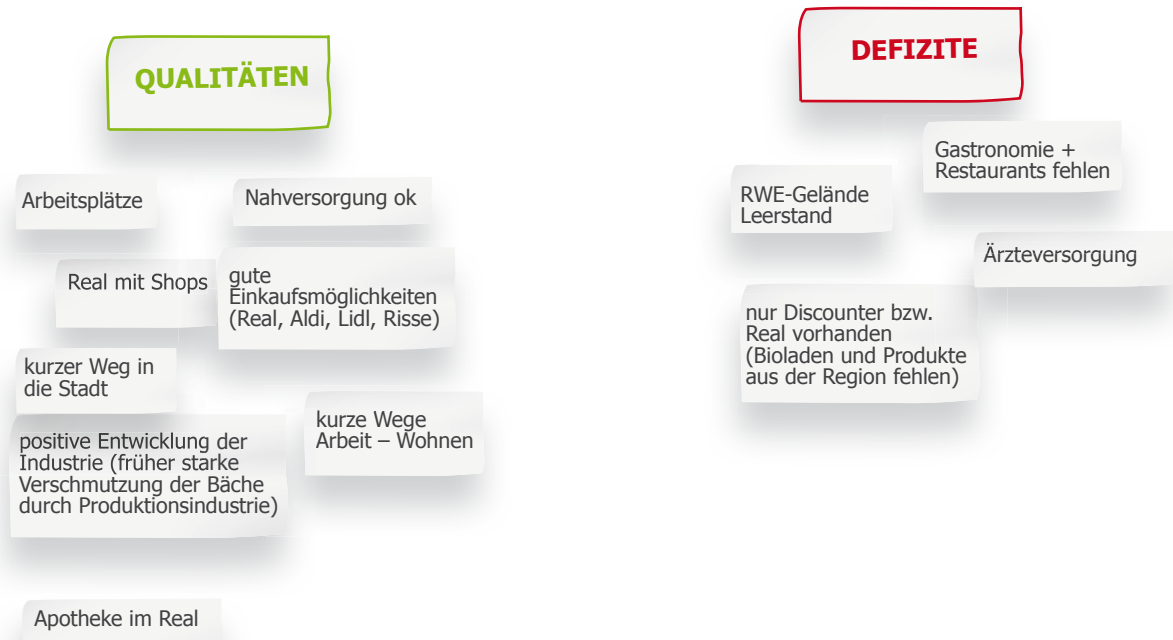 QUALITÄTEN
Arbeitsplätze
Nahversorgung ok
Real mit Shops
gute
Einkaufsmöglichkeiten
(Real, Aldi, Lidl, Risse)
kurzer Weg in
die Stadt
kurze Wege
Arbeit – Wohnen
positive Entwicklung der
Industrie (früher starke
Verschmutzung der Bäche
durch Produktionsindustrie)
Apotheke im Real
DEFIZITE
Gastronomie +
Restaurants fehlen
RWE-Gelände
Leerstand
Ärzteversorgung
nur Discounter bzw.
Real vorhanden
(Bioladen und Produkte
aus der Region fehlen)